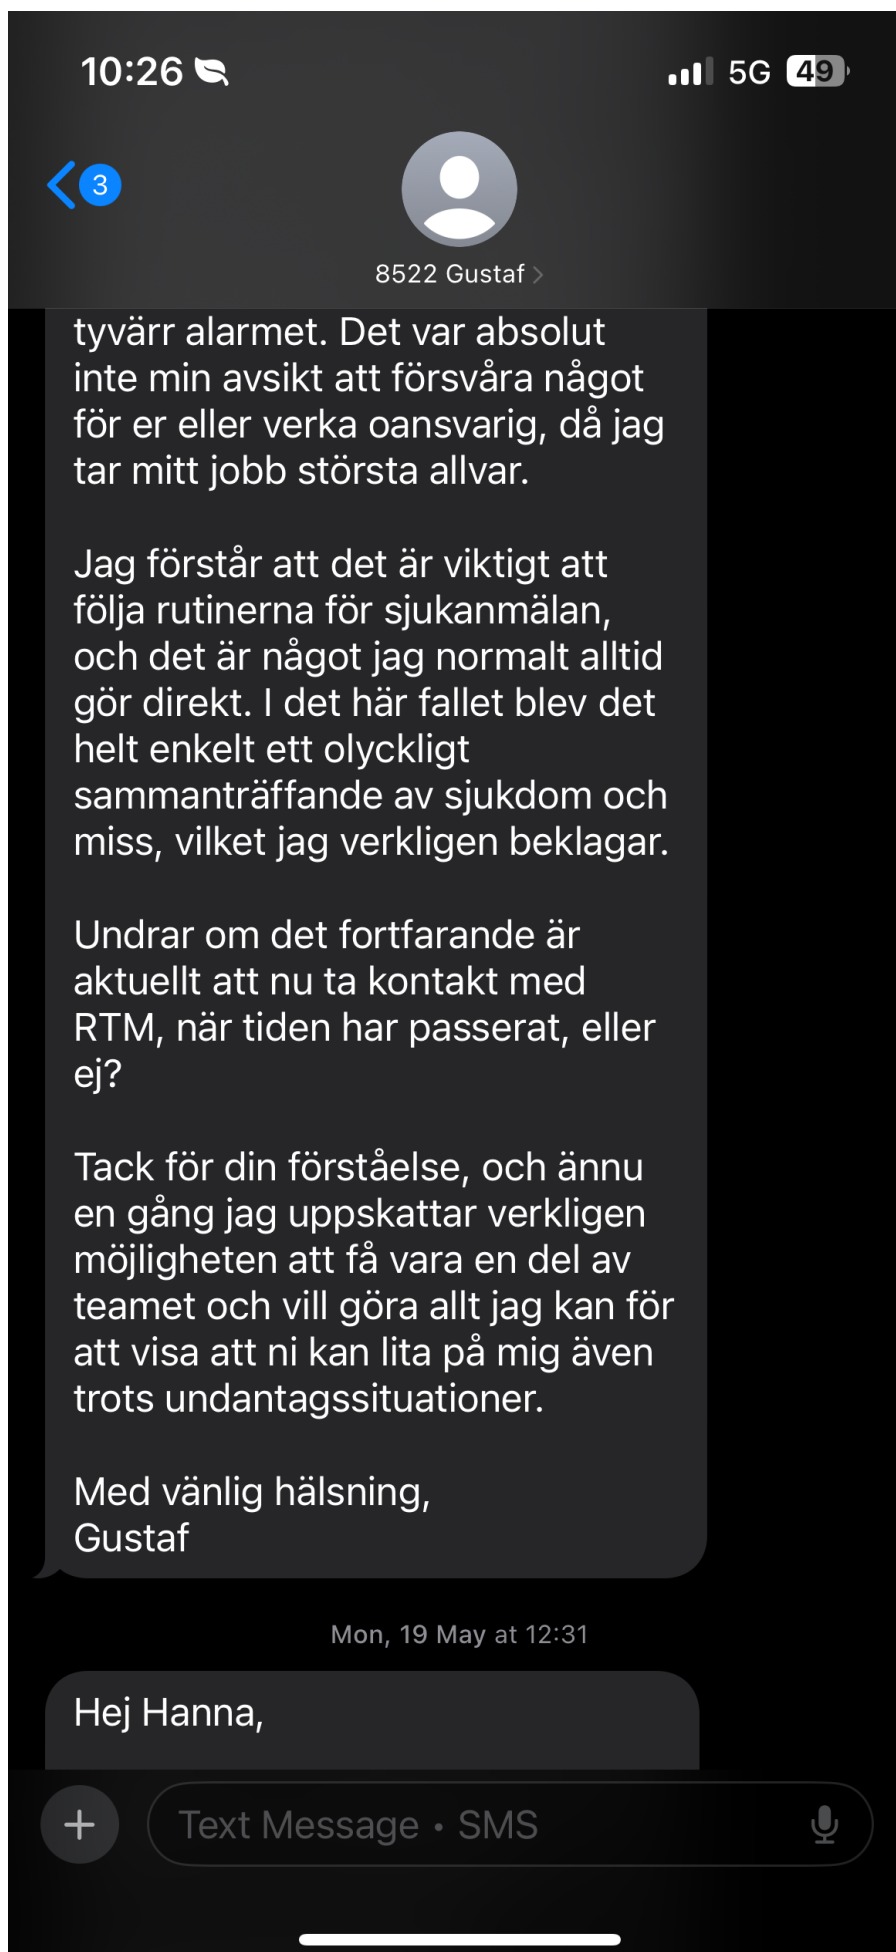 10:26
5G 49
3
8522 Gustaf
tyvärr alarmet. Det var absolut
inte min avsikt att försvåra något
för er eller verka oansvarig, då jag
tar mitt jobb största allvar.
Jag förstår att det är viktigt att
följa rutinerna för sjukanmälan,
och det är något jag normalt alltid
gör direkt. I det här fallet blev det
helt enkelt ett olyckligt
sammanträffande av sjukdom och
miss, vilket jag verkligen beklagar.
Undrar om det fortfarande är
aktuellt att nu ta kontakt med
RTM, när tiden har passerat, eller
ej?
Tack för din förståelse, och ännu
en gång jag uppskattar verkligen
möjligheten att få vara en del av
teamet och vill göra allt jag kan för
att visa att ni kan lita på mig även
trots undantagssituationer.
Med vänlig hälsning,
Gustaf
Mon, 19 May at 12:31
Hej Hanna,
Text Message • SMS